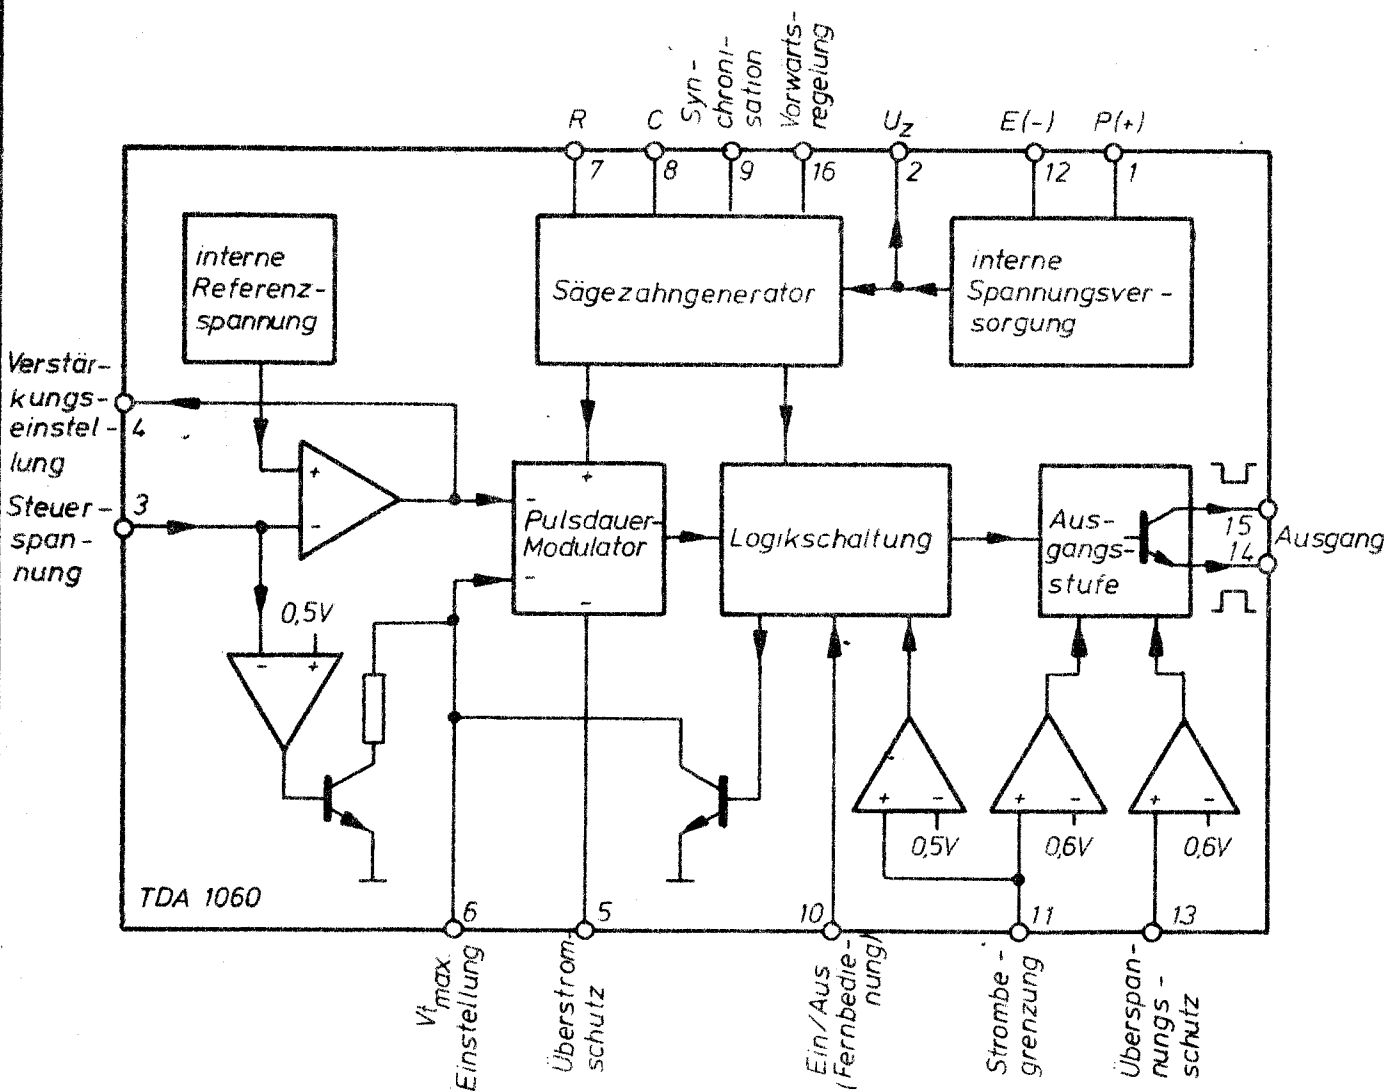 Syn-
chroni-
sation
Vorwärts-
regelung
R
C
U_z
E(-)
P(+)
7
8
9
16
2
12
1
interne
Referenz-
spannung
Sägezahngenerator
interne
Spannungsver-
sorgung
Verstär-
kungs-
einstel-
lung
4
Steuer-
span-
nung
3
+
-
+
-
Pulsdauer-
Modulator
-
-
Logikschaltung
Aus-
gangs-
stufe
15
14
Ausgang
0,5V
-
+
+
-
+
-
+
-
0,5V
0,6V
0,6V
TDA 1060
6
5
10
11
13
Vt max.
Einstellung
Überstrom-
schutz
Ein/Aus
(Fernbedie-
nung)
Strombe-
grenzung
Überspan-
nungs-
schutz